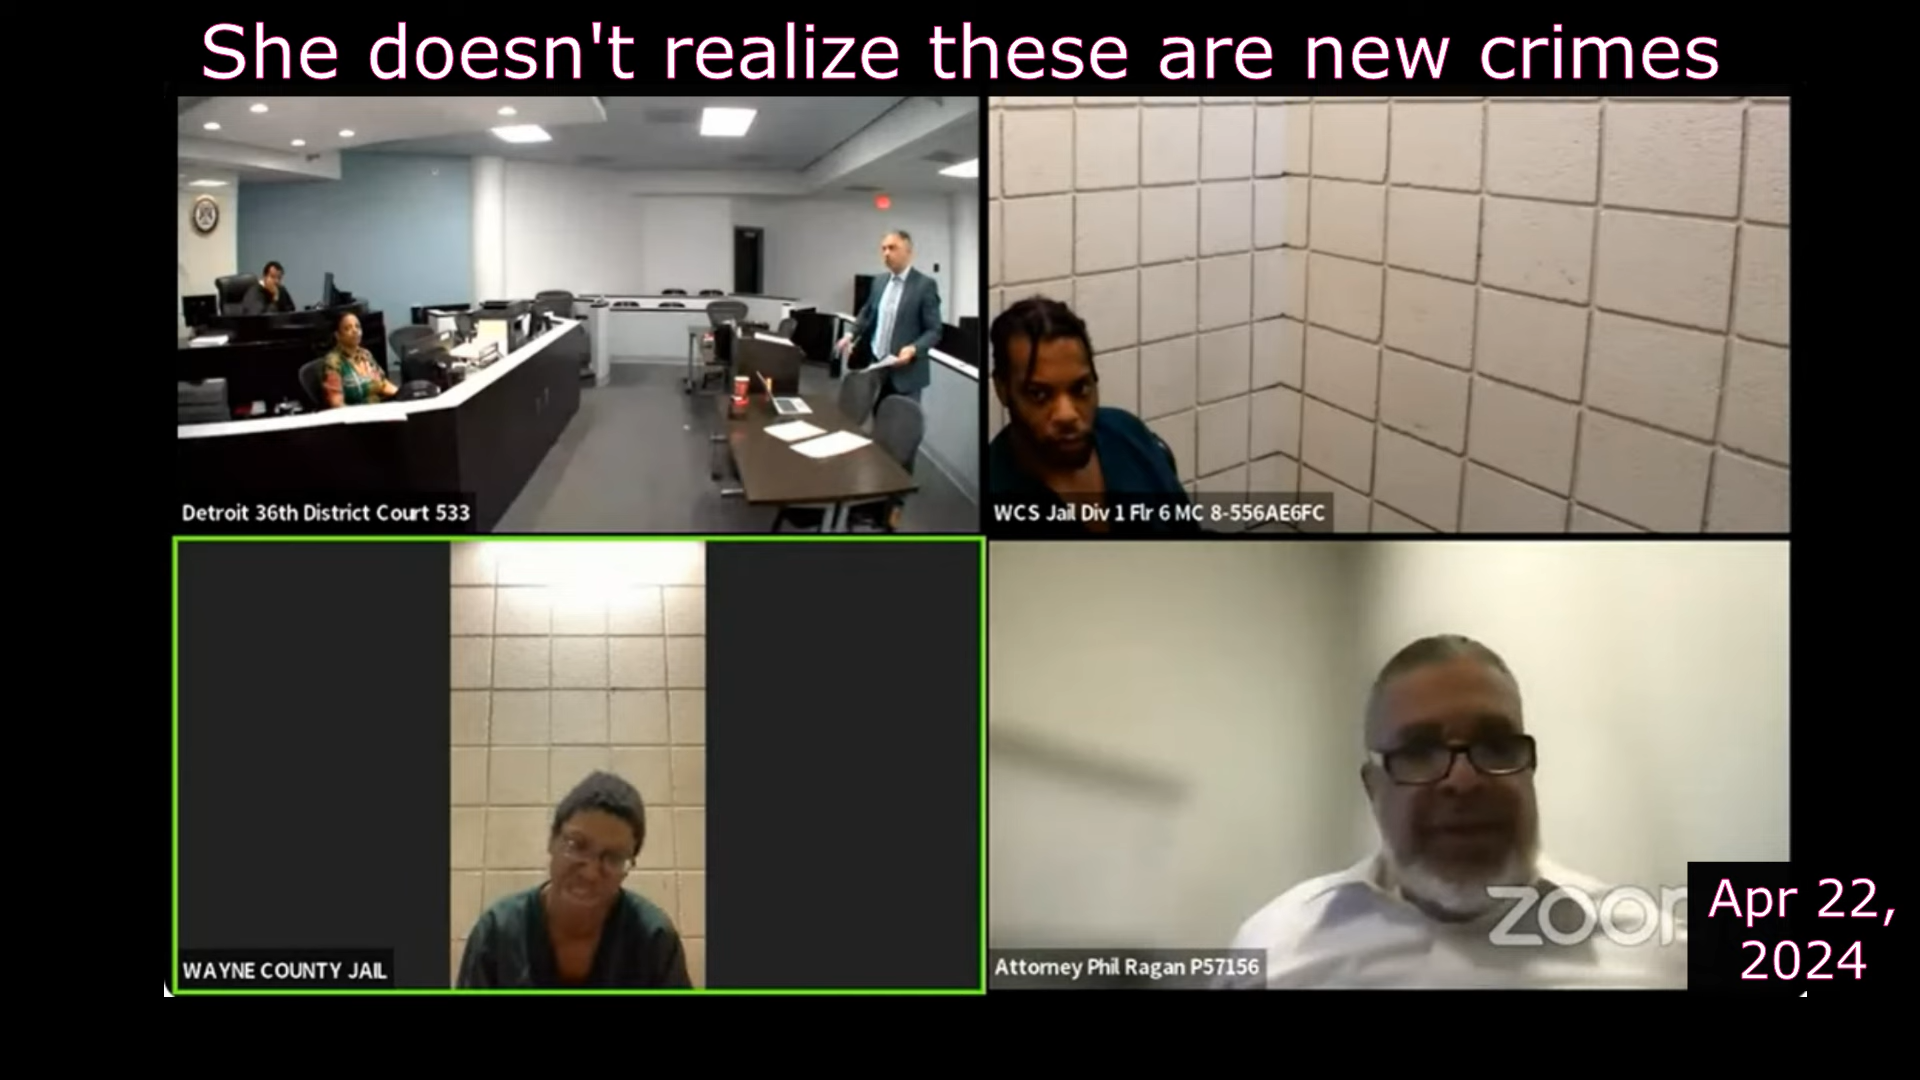 She doesn't realize these are new crimes
Detroit 36th District Court 533
WCS Jail Div 1 Flr 6 MC 8-556AE6FC
WAYNE COUNTY JAIL
Attorney Phil Ragan P57156
zoom
Apr 22,
2024